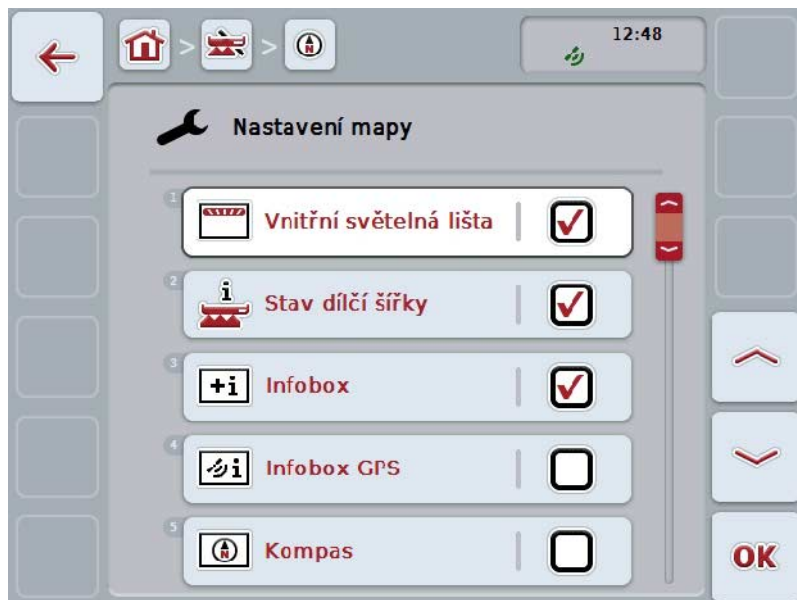 12:48
Nastavení mapy
1
Vnitřní světelná lišta
2
i
Stav dílčí šířky
3
+i
Infobox
4
i
Infobox GPS
5
N
Kompas
OK